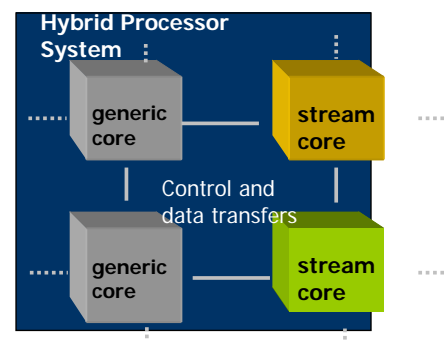 Hybrid Processor
System
generic
core
stream
core
Control and
data transfers
generic
core
stream
core